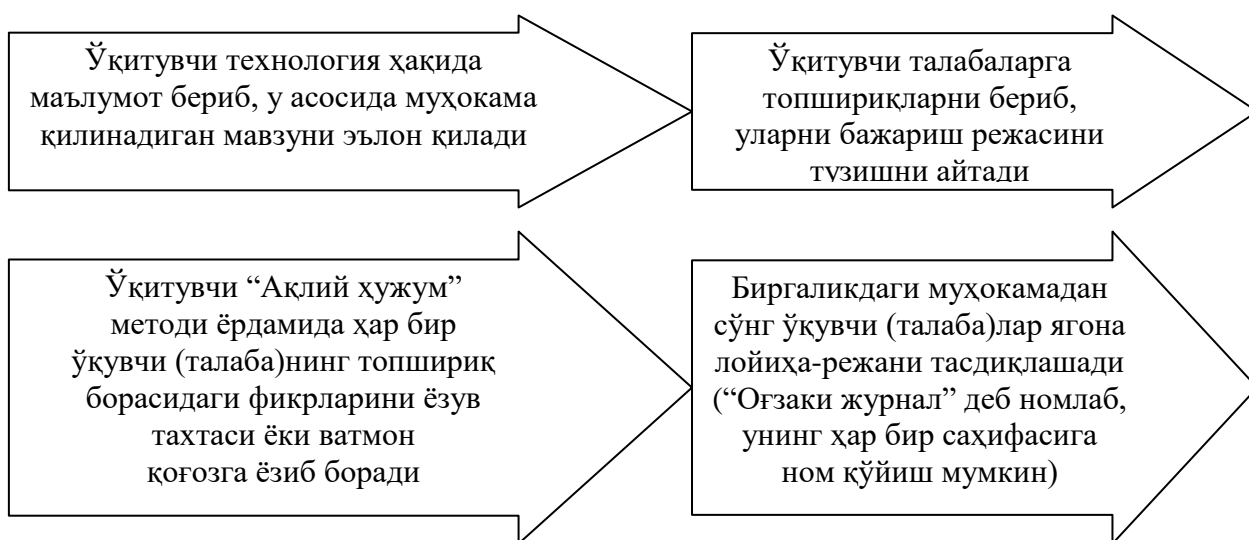 Ўқитувчи технология ҳақида
маълумот бериб, у асосида муҳокама
қилинадиган мавзуни эълон қилади
Ўқитувчи талабаларга
топшириқларни бериб,
уларни бажариш режасини
тузишни айтади
Ўқитувчи “Ақлий ҳужум”
методи ёрдамида ҳар бир
ўқувчи (талаба)нинг топшириқ
борасидаги фикрларини ёзув
тахтаси ёки ватмон
қоғозга ёзиб боради
Биргаликдаги муҳокамадан
сўнг ўқувчи (талаба)лар ягона
лойиҳа-режани тасдиқлашади
(“Оғзаки журнал” деб номлаб,
унинг ҳар бир саҳифасига
ном қўйиш мумкин)